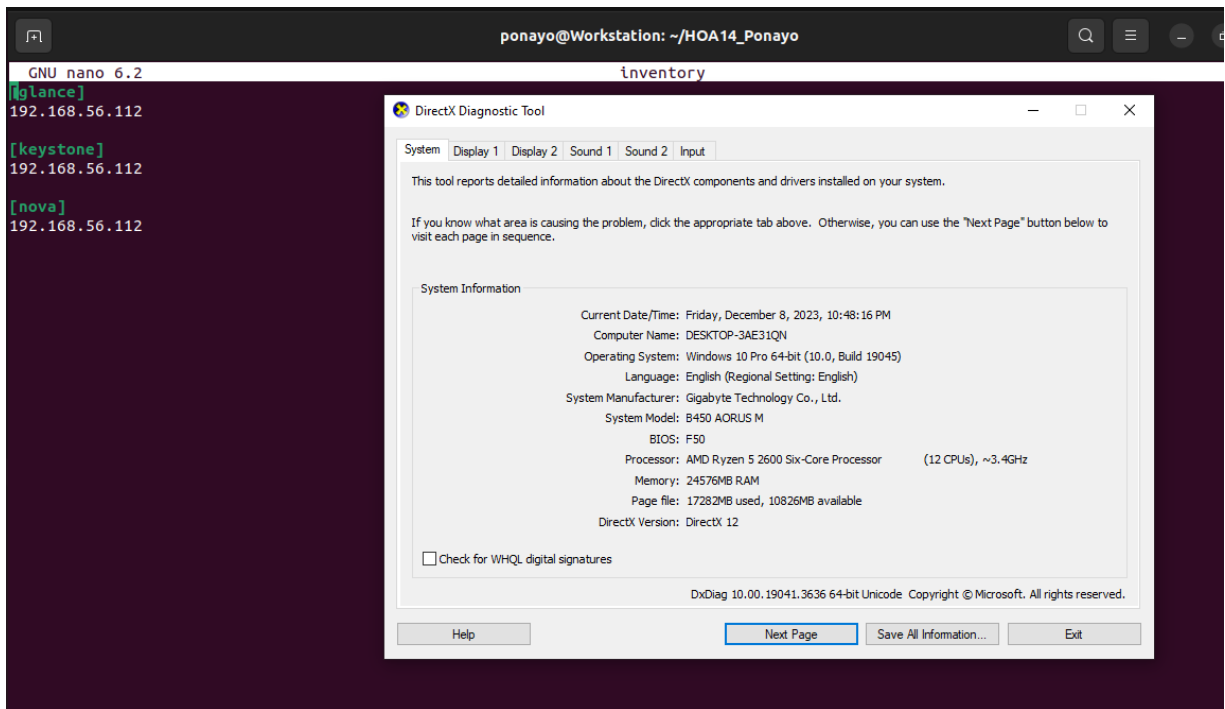 ponayo@Workstation: ~/HOA14_Ponayo
GNU nano 6.2 inventory
[glance]
192.168.56.112
[keystone]
192.168.56.112
[nova]
192.168.56.112
DirectX Diagnostic Tool
System Display 1 Display 2 Sound 1 Sound 2 Input
This tool reports detailed information about the DirectX components and drivers installed on your system.
If you know what area is causing the problem, click the appropriate tab above. Otherwise, you can use the "Next Page" button below to
visit each page in sequence.
System Information
Current Date/Time: Friday, December 8, 2023, 10:48:16 PM
Computer Name: DESKTOP-3AE31QN
Operating System: Windows 10 Pro 64-bit (10.0, Build 19045)
Language: English (Regional Setting: English)
System Manufacturer: Gigabyte Technology Co., Ltd.
System Model: B450 AORUS M
BIOS: F50
Processor: AMD Ryzen 5 2600 Six-Core Processor (12 CPUs), ~3.4GHz
Memory: 24576MB RAM
Page file: 17282MB used, 10826MB available
DirectX Version: DirectX 12
Check for WHQL digital signatures
DxDiag 10.00.19041.3636 64-bit Unicode Copyright © Microsoft. All rights reserved.
Help Next Page Save All Information... Exit